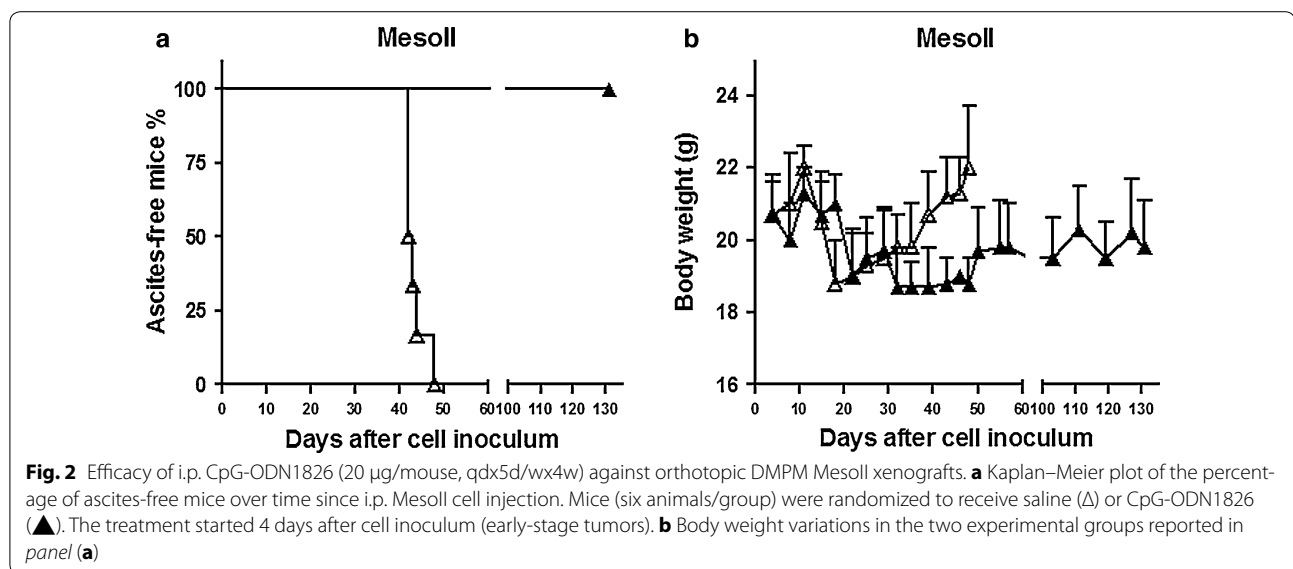 a
MesoII
Ascites-free mice %
100
75
50
25
0
0 10 20 30 40 50 60 100 110 120 130
Days after cell inoculum
b
MesoII
Body weight (g)
24
22
20
18
16
0 10 20 30 40 50 60 100 110 120 130
Days after cell inoculum
Fig. 2 Efficacy of i.p. CpG-ODN1826 (20 µg/mouse, qdx5d/wx4w) against orthotopic DMPM MesoII xenografts. a Kaplan–Meier plot of the percent-
age of ascites-free mice over time since i.p. MesoII cell injection. Mice (six animals/group) were randomized to receive saline (Δ) or CpG-ODN1826
(▲). The treatment started 4 days after cell inoculum (early-stage tumors). b Body weight variations in the two experimental groups reported in
panel (a)